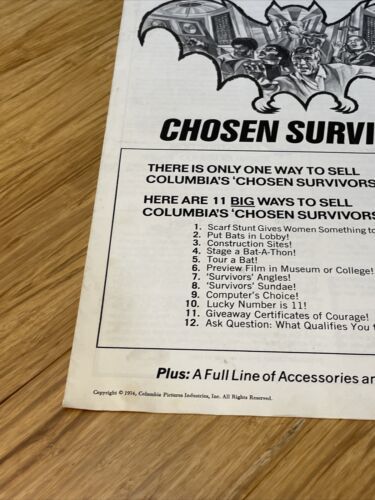 CHOSEN SURVI
THERE IS ONLY ONE WAY TO SELL
COLUMBIA'S 'CHOSEN SURVIVORS
HERE ARE 11 BIG WAYS TO SELL
COLUMBIA'S 'CHOSEN SURVIVORS
1. Scarf Stunt Gives Women Something to
2. Put Bats in Lobby!
3. Construction Sites!
4. Stage a Bat-A-Thon!
5. Tour a Bat!
6. Preview Film in Museum or College!
7. 'Survivors' Angles!
8. 'Survivors' Sundae!
9. Computer's Choice!
10. Lucky Number is 11!
11. Giveaway Certificates of Courage!
12. Ask Question: What Qualifies You
Plus: A Full Line of Accessories an
Copyright © 1974, Columbia Pictures Industries, Inc. All Rights Reserved.